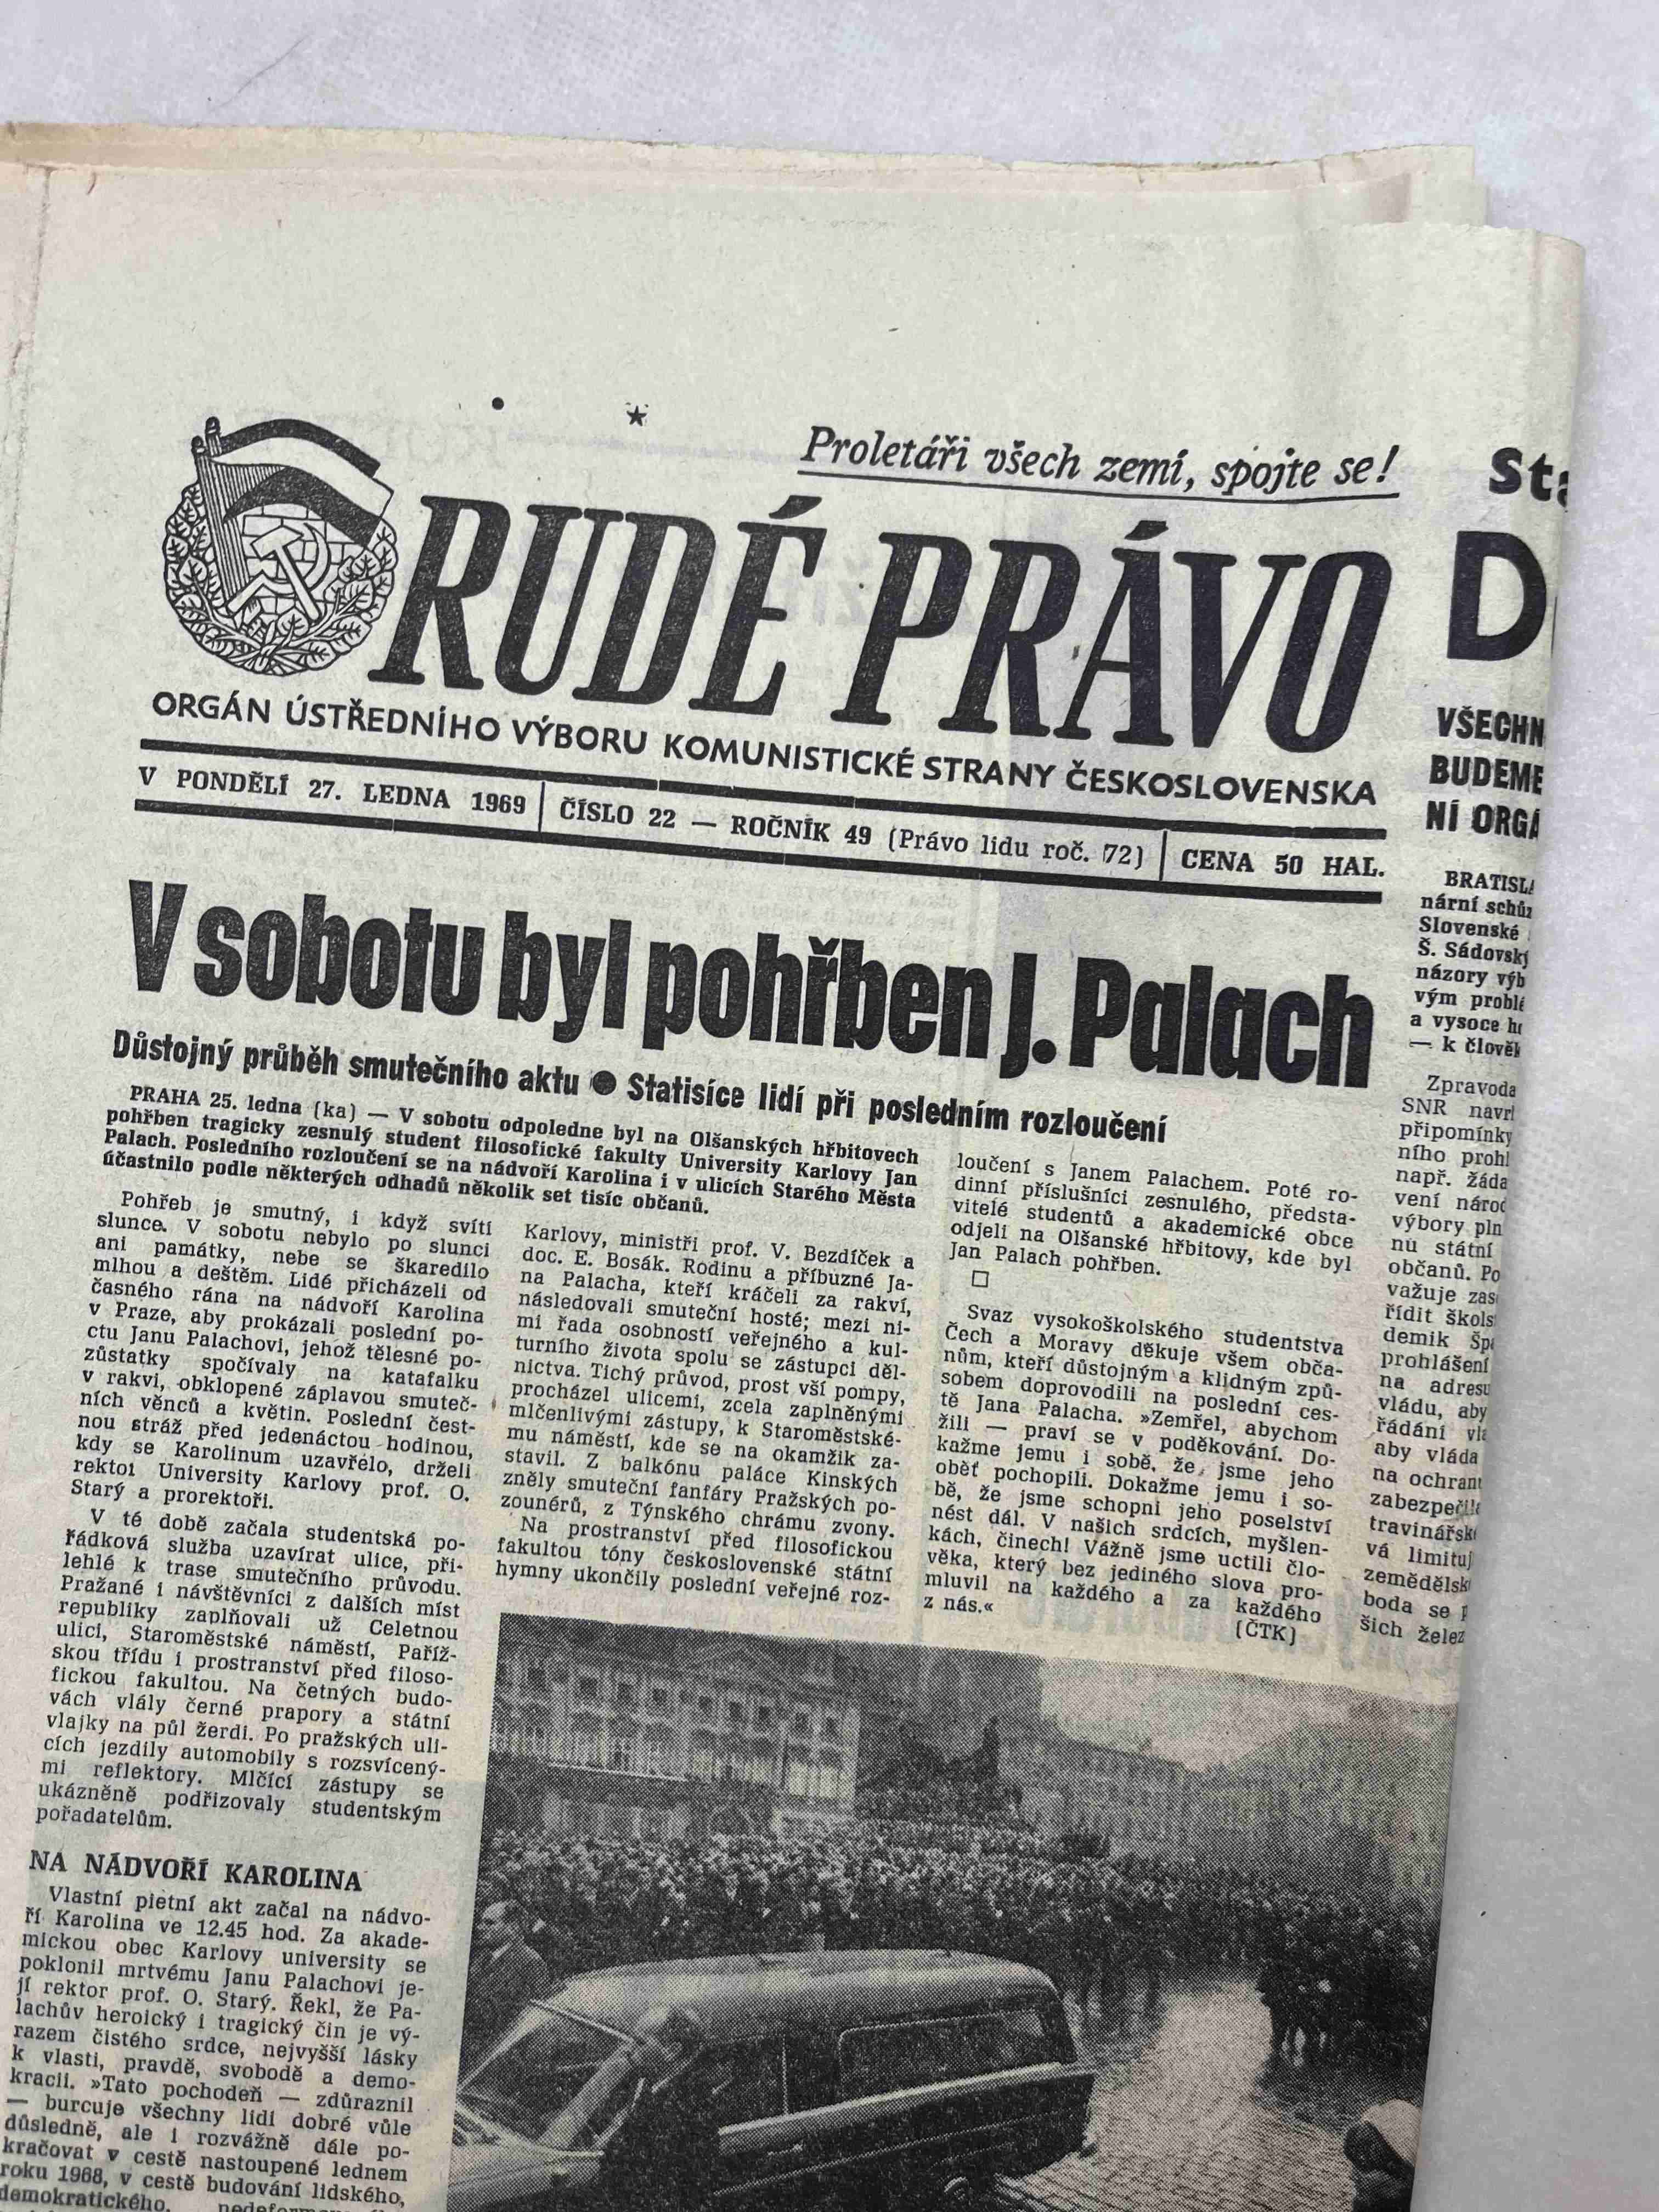 Proletáři všech zemí, spojte se!
RUDÉ PRÁVO
ORGÁN ÚSTŘEDNÍHO VÝBORU KOMUNISTICKÉ STRANY ČESKOSLOVENSKA
V PONDĚLÍ 27. LEDNA 1969 | ČÍSLO 22 — ROČNÍK 49 (Právo lidu roč. 72) | CENA 50 HAL.
V sobotu byl pohřben J. Palach
Důstojný průběh smutečního aktu ● Statisíce lidí při posledním rozloučení
PRAHA 25. ledna (ka) — V sobotu odpoledne byl na Olšanských hřbitovech
pohřben tragicky zesnulý student filosofické fakulty University Karlovy Jan
Palach. Posledního rozloučení se na nádvoří Karolina i v ulicích Starého Města
účastnilo podle některých odhadů několik set tisíc občanů.
Pohřeb je smutný, i když svítí
slunce. V sobotu nebylo po slunci
ani památky, nebe se škaredilo
mlhou a deštěm. Lidé přicházeli od
časného rána na nádvoří Karolina
v Praze, aby prokázali poslední po-
ctu Janu Palachovi, jehož tělesné po-
zůstatky spočívaly na katafalku
v rakvi, obklopené záplavou smuteč-
ních věnců a květin. Poslední čest-
nou stráž před jedenáctou hodinou,
kdy se Karolinum uzavřelo, drželi
rektor University Karlovy prof. O.
Starý a prorektoři.
V té době začala studentská po-
řádková služba uzavírat ulice, při-
lehlé k trase smutečního průvodu.
Pražané i návštěvníci z dalších míst
republiky zaplňovali už Celetnou
ulici, Staroměstské náměstí, Paříž-
skou třídu i prostranství před filoso-
fickou fakultou. Na četných budo-
vách vlály černé prapory a státní
vlajky na půl žerdi. Po pražských uli-
cích jezdily automobily s rozsvícený-
mi reflektory. Mlčící zástupy se
ukázněně podřizovaly studentským
pořadatelům.
NA NÁDVOŘÍ KAROLINA
Vlastní pietní akt začal na nádvo-
ří Karolina ve 12.45 hod. Za akade-
mickou obec Karlovy university se
poklonil mrtvému Janu Palachovi je-
jí rektor prof. O. Starý. Řekl, že Pa-
lachův heroický i tragický čin je vý-
razem čistého srdce, nejvyšší lásky
k vlasti, pravdě, svobodě a demo-
kracii. »Tato pochodeň — zdůraznil
— burcuje všechny lidi dobré vůle
důsledně, ale i rozvážně dále po-
kračovat v cestě nastoupené lednem
roku 1968, v cestě budování lidského,
demokratického,
Karlovy, ministři prof. V. Bezdíček a
doc. E. Bosák. Rodinu a příbuzné Ja-
na Palacha, kteří kráčeli za rakví,
následovali smuteční hosté; mezi ni-
mi řada osobností veřejného a kul-
turního života spolu se zástupci děl-
nictva. Tichý průvod, prost vší pompy,
procházel ulicemi, zcela zaplněnými
mlčenlivými zástupy, k Staroměstské-
mu náměstí, kde se na okamžik za-
stavil. Z balkónu paláce Kinských
zněly smuteční fanfáry Pražských po-
zounérů, z Týnského chrámu zvony.
Na prostranství před filosofickou
fakultou tóny československé státní
hymny ukončily poslední veřejné roz-
loučení s Janem Palachem. Poté ro-
dinní příslušníci zesnulého, předsta-
vitelé studentů a akademické obce
odjeli na Olšanské hřbitovy, kde byl
Jan Palach pohřben.
Svaz vysokoškolského studentstva
Čech a Moravy děkuje všem obča-
nům, kteří důstojným a klidným způ-
sobem doprovodili na poslední ces-
tě Jana Palacha. »Zemřel, abychom
žili — praví se v poděkování. Do-
kažme jemu i sobě, že jsme jeho
oběť pochopili. Dokažme jemu i so-
bě, že jsme schopni jeho poselství
nést dál. V našich srdcích, myšlen-
kách, činech! Vážně jsme uctili člo-
věka, který bez jediného slova pro-
mluvil na každého a za každého
z nás.«
(ČTK)
VŠECHN
BUDEME
NÍ ORGÁ
BRATISL
nární schůz
Slovenské
Š. Sádovský
názory výb
vým problé
a vysoce
— k člověk
Zpravoda
SNR navrh
připomínky
ního prohl
např. žáda
vení národ
výbory pln
nu státní
občanů. Po
važuje zas
řídit škols
demik
prohlášení
na adresu
vládu, aby
řádání
aby vláda
na ochran
zabezpečil
travinářsk
vá limituj
zemědělsk
boda se
šich želez